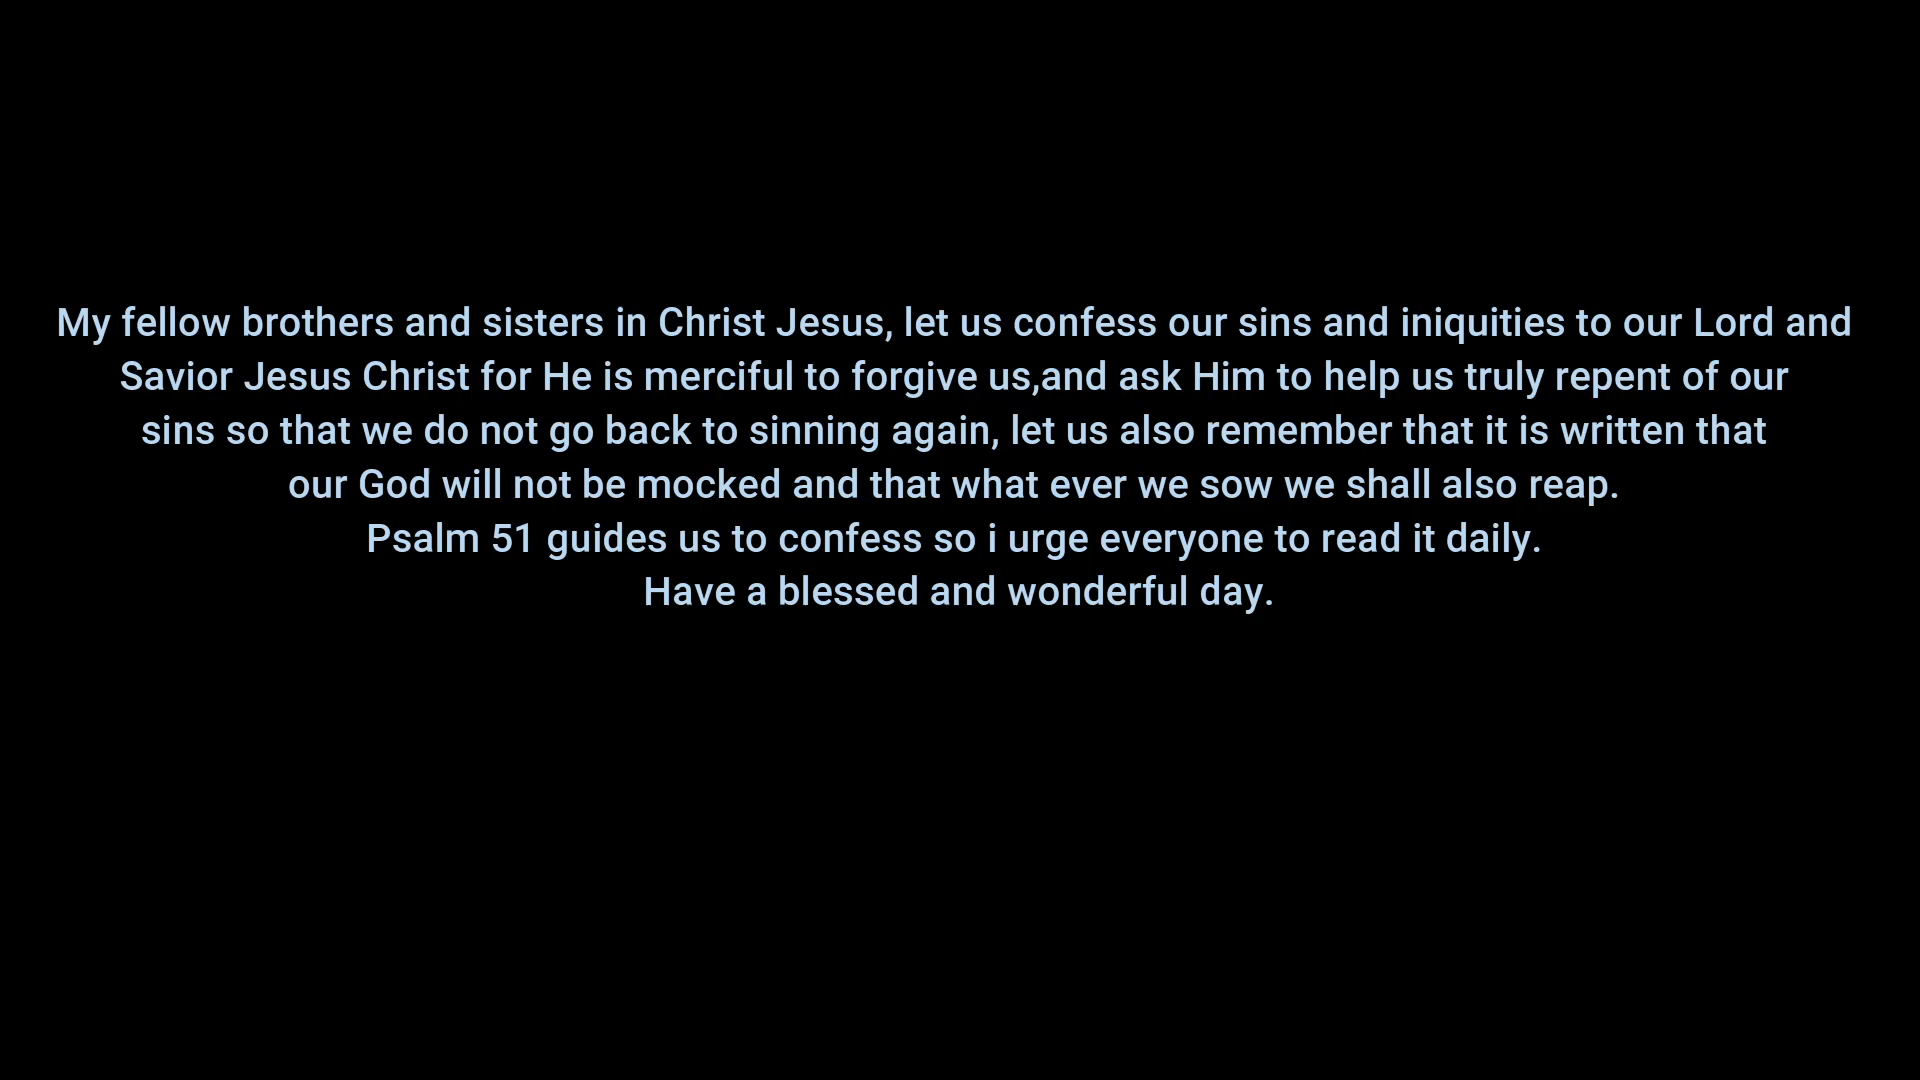 My fellow brothers and sisters in Christ Jesus, let us confess our sins and iniquities to our Lord and
Savior Jesus Christ for He is merciful to forgive us,and ask Him to help us truly repent of our
sins so that we do not go back to sinning again, let us also remember that it is written that
our God will not be mocked and that what ever we sow we shall also reap.
Psalm 51 guides us to confess so i urge everyone to read it daily.
Have a blessed and wonderful day.